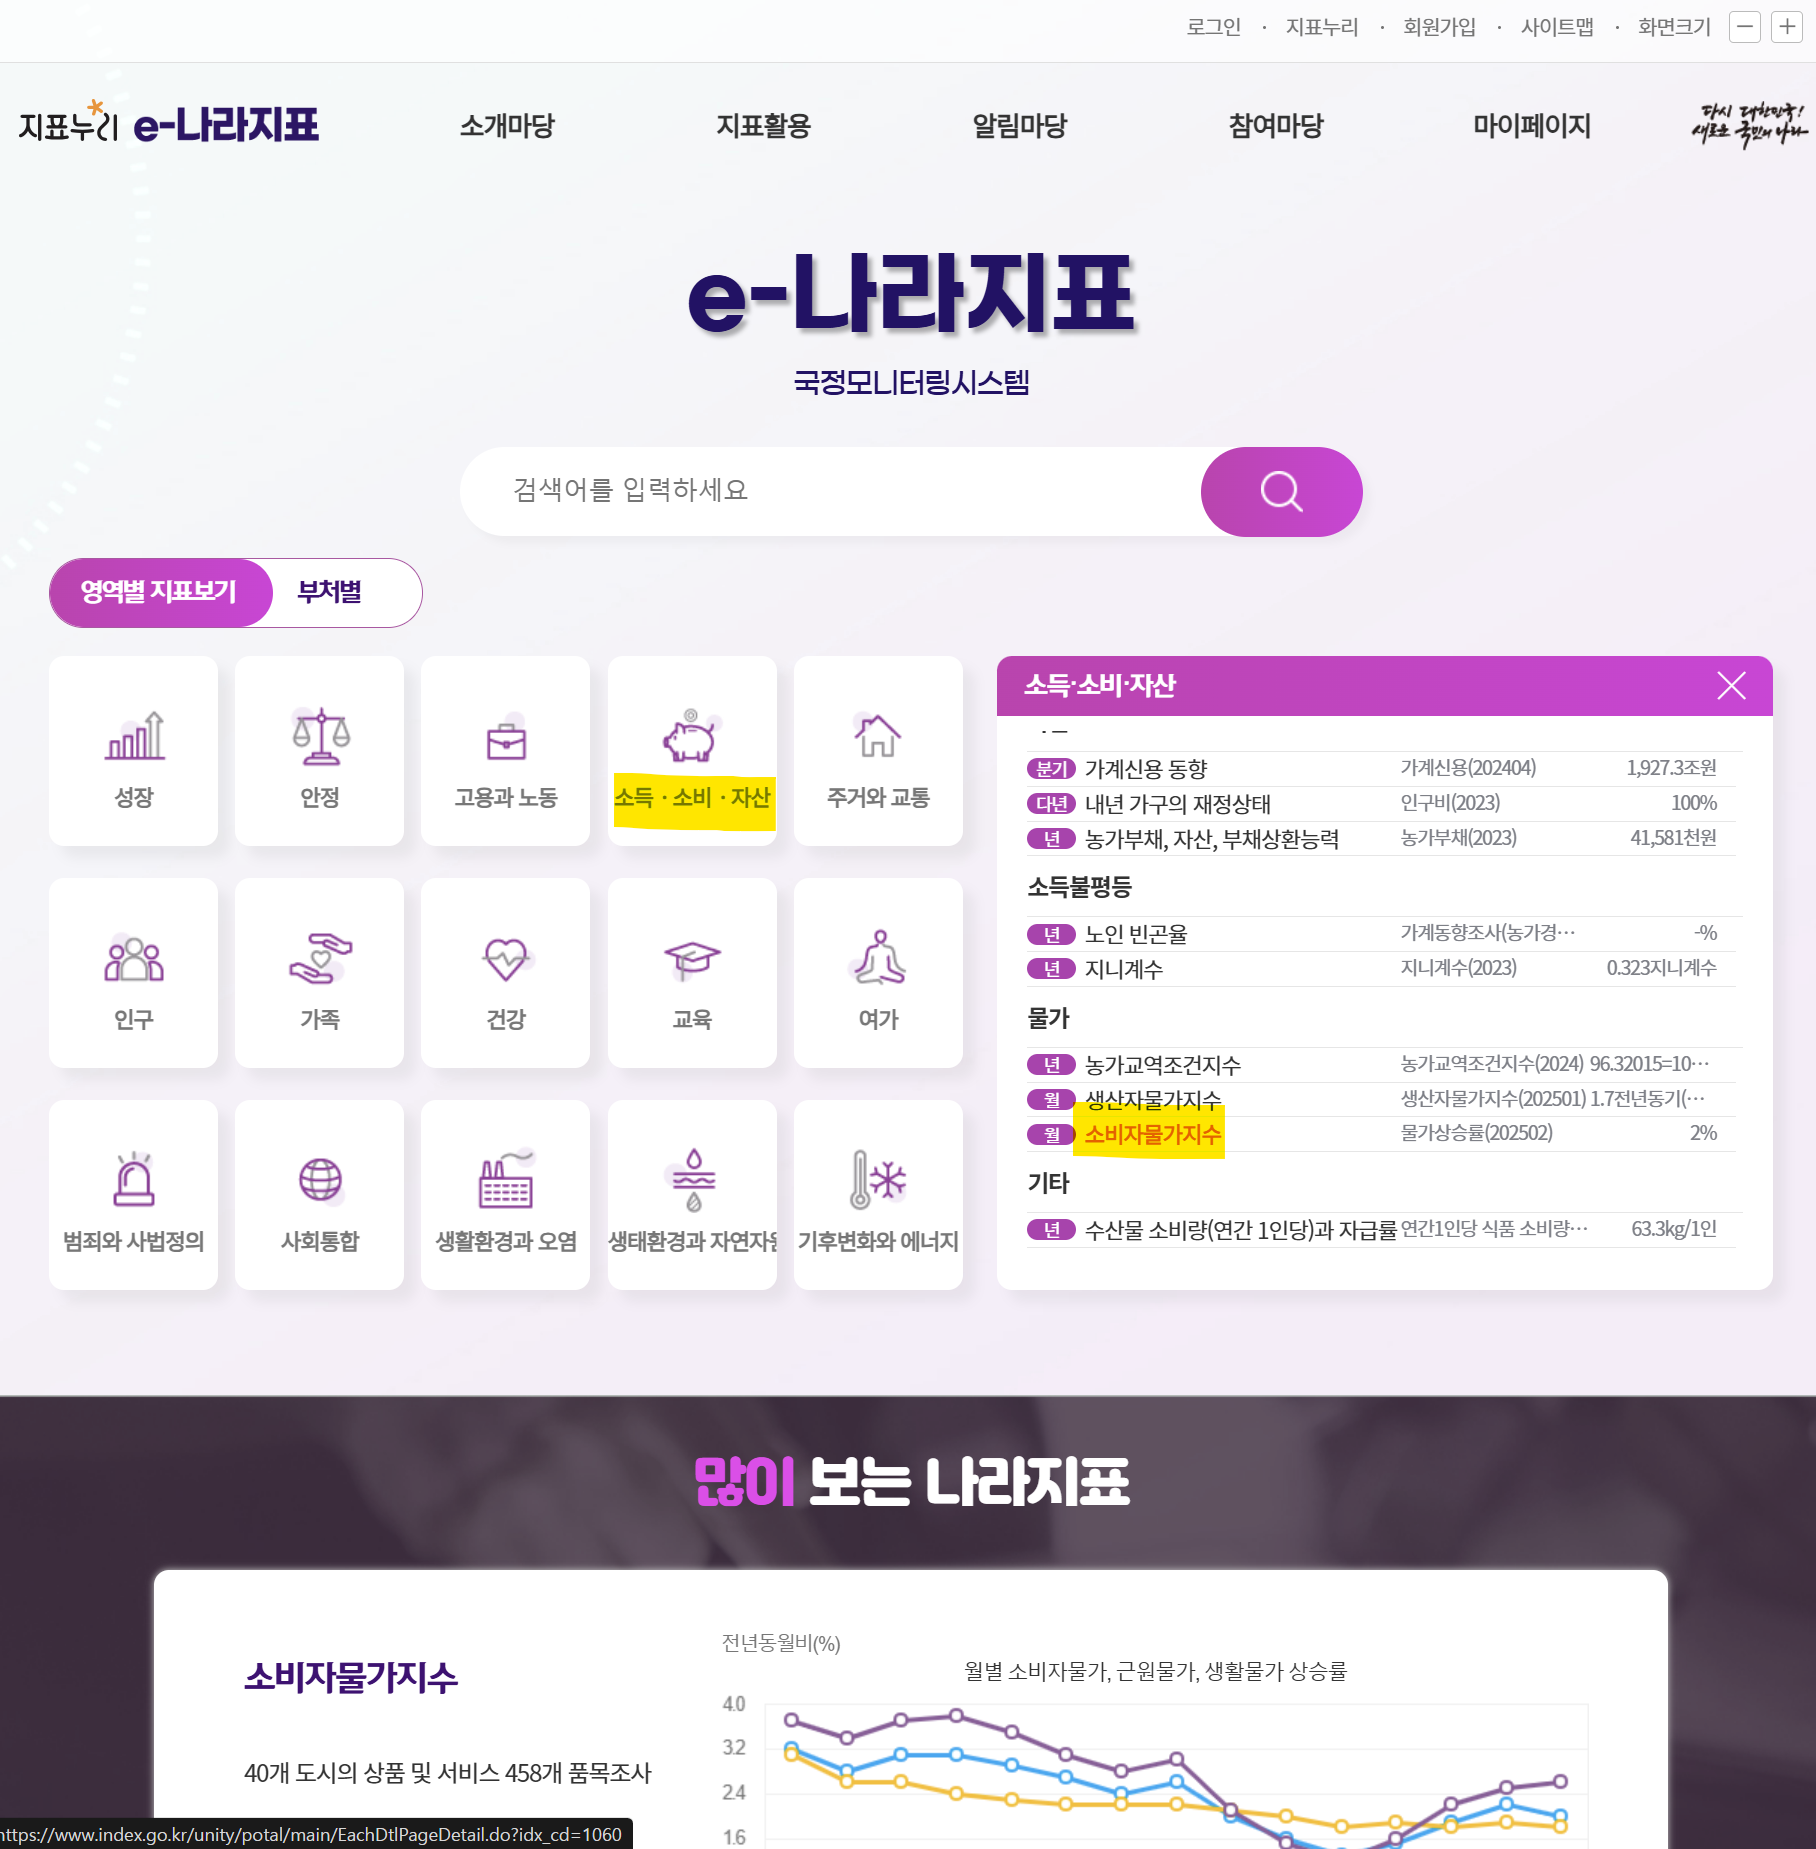 로그인 · 지표누리 · 회원가입 · 사이트맵 · 화면크기
지표누리 e-나라지표 소개마당 지표활용 알림마당 참여마당 마이페이지 다시 대한민국!
새로운 국민의 나라
e-나라지표
국정모니터링시스템
검색어를 입력하세요
영역별 지표보기 부처별
성장 안정 고용과 노동 소득 · 소비 · 자산 주거와 교통
인구 가족 건강 교육 여가
범죄와 사법정의 사회통합 생활환경과 오염 생태환경과 기후변화와 에너지
소득·소비·자산
분기 가계신용 동향 가계신용(202404) 1,927.3조원
다년 내년 가구의 재정상태 인구비(2023) 100%
년 농가부채, 자산, 부채상환능력 농가부채(2023) 41,581천원
소득불평등
년 노인 빈곤율 가계동향조사(농가경… -%
년 지니계수 지니계수(2023) 0.323지니계수
물가
년 농가교역조건지수 농가교역조건지수(2024) 96.32015=10…
월 생산자물가지수 생산자물가지수(202501) 1.7전년동기(…
월 소비자물가지수 물가상승률(202502) 2%
기타
년 수산물 소비량(연간 1인당)과 자급률 연간1인당 식품 소비량… 63.3kg/1인
많이 보는 나라지표
소비자물가지수
40개 도시의 상품 및 서비스 458개 품목조사
전년동월비(%)
월별 소비자물가, 근원물가, 생활물가 상승률
4.0
3.2
2.4
1.6
https://www.index.go.kr/unity/potal/main/EachDtlPageDetail.do?idx_cd=1060